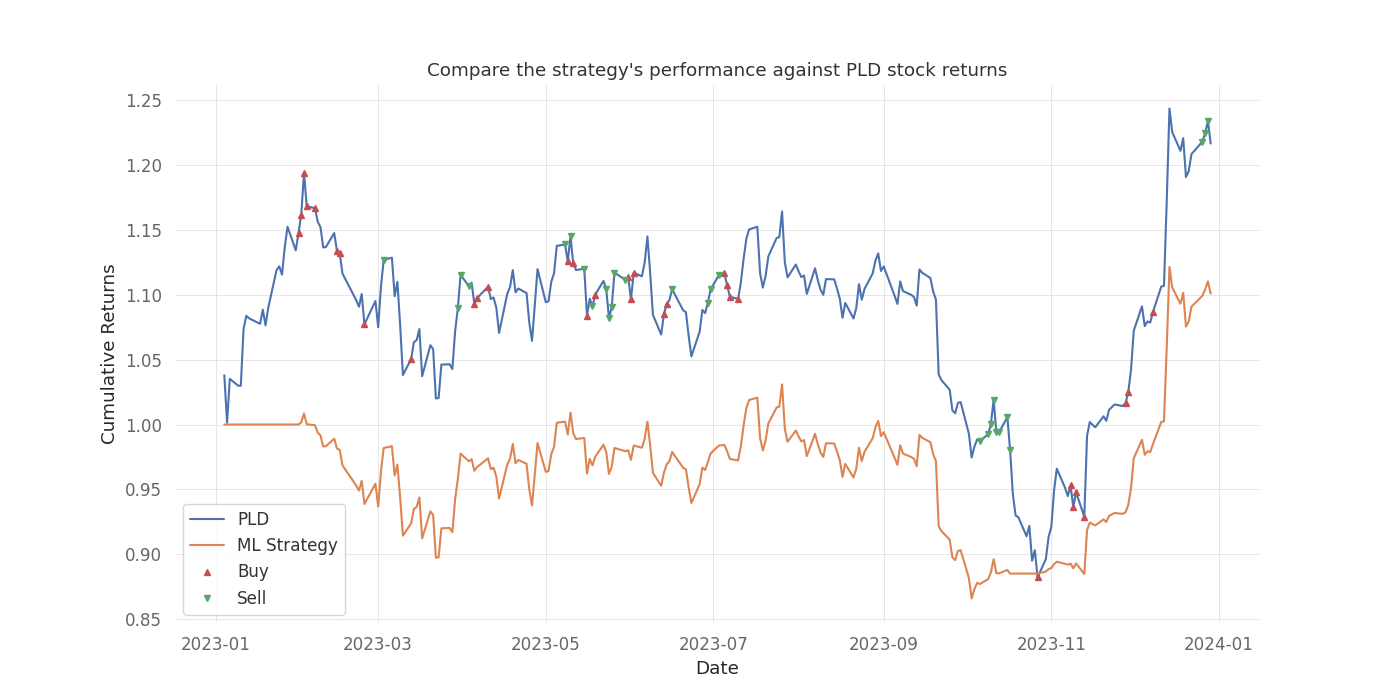 Compare the strategy's performance against PLD stock returns
1.25
1.20
1.15
1.10
1.05
1.00
0.95
0.90
0.85
Cumulative Returns
PLD
ML Strategy
Buy
Sell
2023-01
2023-03
2023-05
2023-07
2023-09
2023-11
2024-01
Date